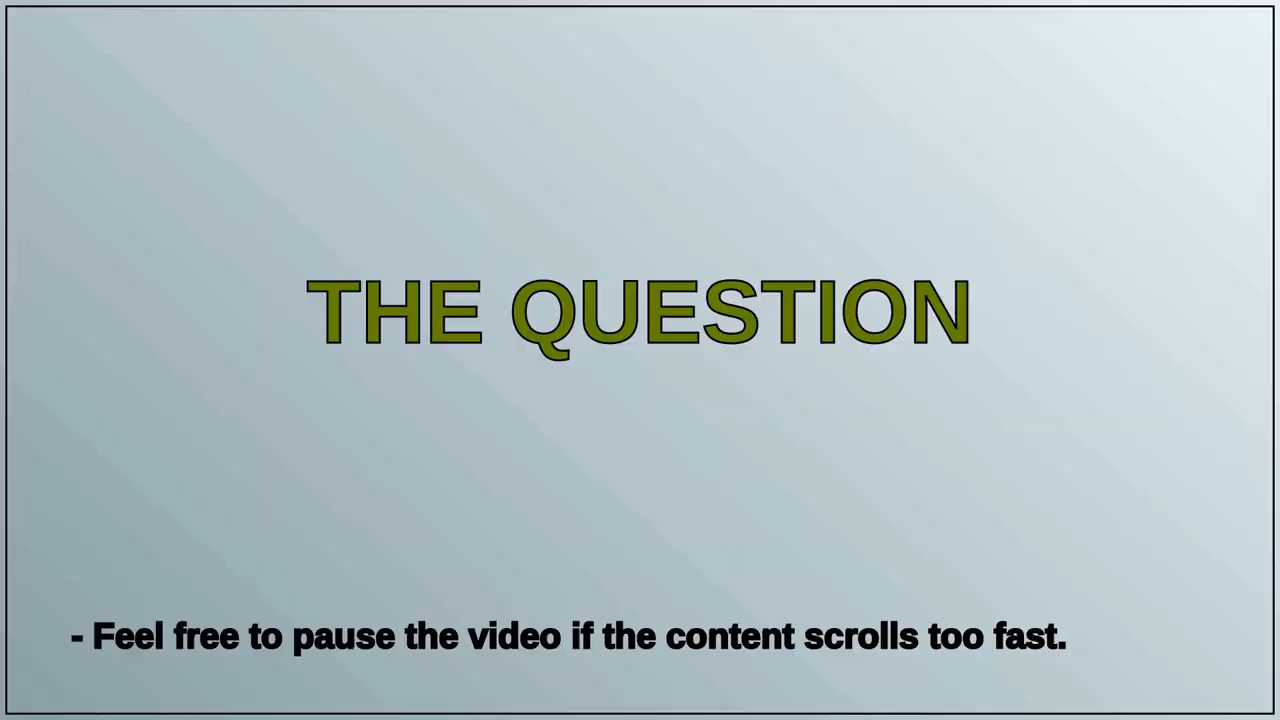 THE QUESTION
- Feel free to pause the video if the content scrolls too fast.